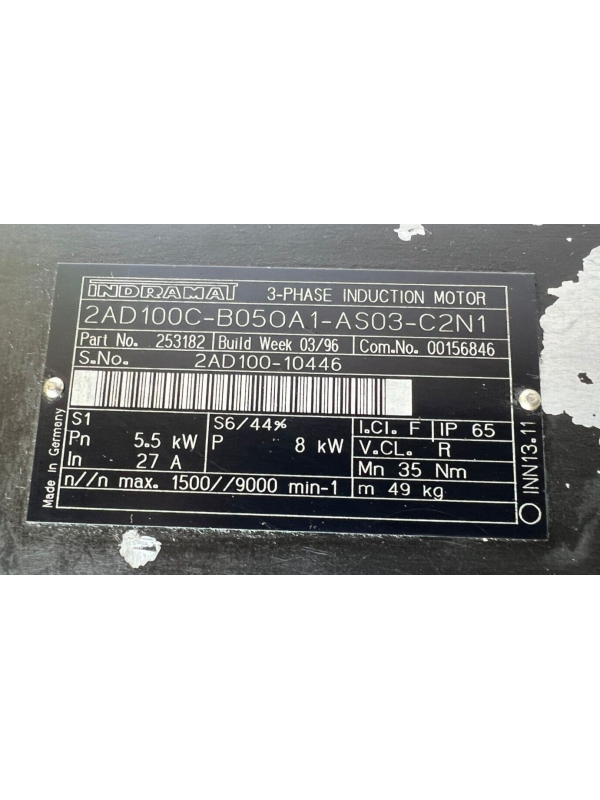 INDRAMAT 3-PHASE INDUCTION MOTOR
2AD100C-B050A1-AS03-C2N1
Part No. 253182 Build Week 03/96 Com.No. 00156846
S.No. 2AD100-10446
S1 S6/44% I.Cl. F IP 65
Pn 5.5 kW P 8 kW V.CL. R
In 27 A Mn 35 Nm
n//n max. 1500//9000 min-1 m 49 kg
Made in Germany
INN13.11